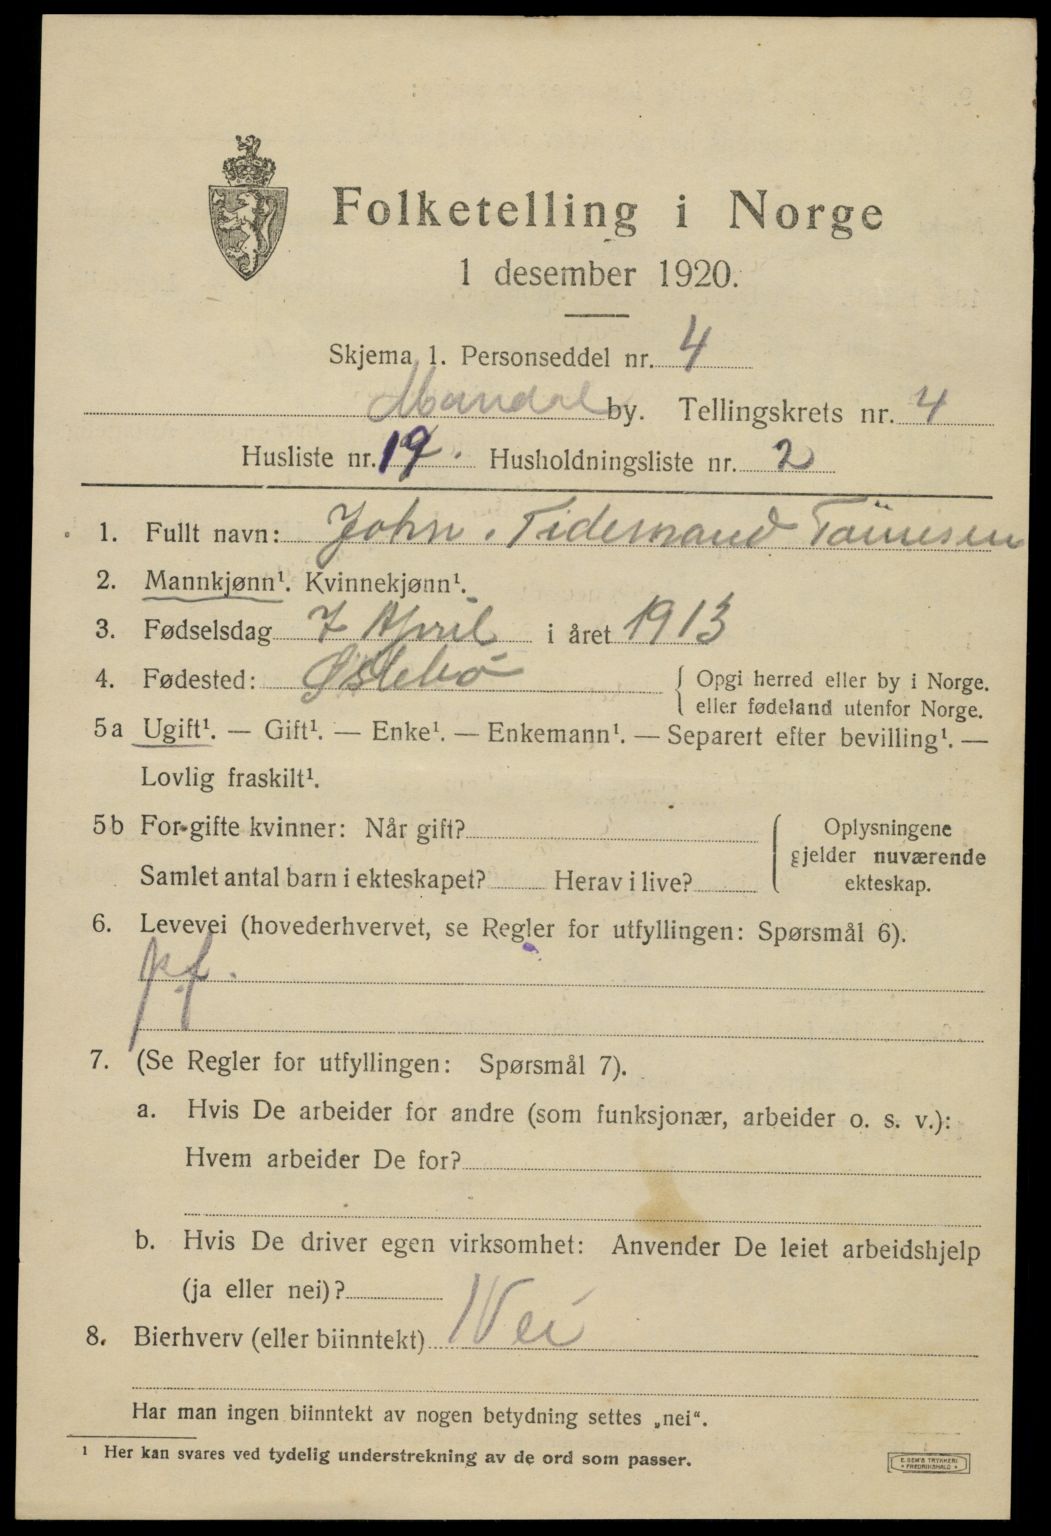 Folketelling i Norge
1 desember 1920.
Skjema 1. Personseddel nr. 4
Mandal by. Tellingskrets nr. 4
Husliste nr. 19. Husholdningsliste nr. 2
1. Fullt navn: John. Tidemand Tönnesen
2. Mannkjønn¹. Kvinnekjønn¹.
3. Fødselsdag 7 April i året 1913
4. Fødested: Øslebö { Opgi herred eller by i Norge.
eller fødeland utenfor Norge.
5a Ugift¹. — Gift¹. — Enke¹. — Enkemann¹. — Separert efter bevilling¹. —
Lovlig fraskilt¹.
5b For gifte kvinner: Når gift?
Samlet antal barn i ekteskapet? Herav i live?
Oplysningene
gjelder nuværende
ekteskap.
6. Levevei (hovederhvervet, se Regler for utfyllingen: Spørsmål 6).
p.f.
7. (Se Regler for utfyllingen: Spørsmål 7).
a. Hvis De arbeider for andre (som funksjonær, arbeider o. s. v.):
Hvem arbeider De for?
b. Hvis De driver egen virksomhet: Anvender De leiet arbeidshjelp
(ja eller nei)?
8. Bierhverv (eller biinntekt) Nei
Har man ingen biinntekt av nogen betydning settes „nei“.
¹ Her kan svares ved tydelig understrekning av de ord som passer.
E. SEM'S TRYKKERI
FREDRIKSHALD